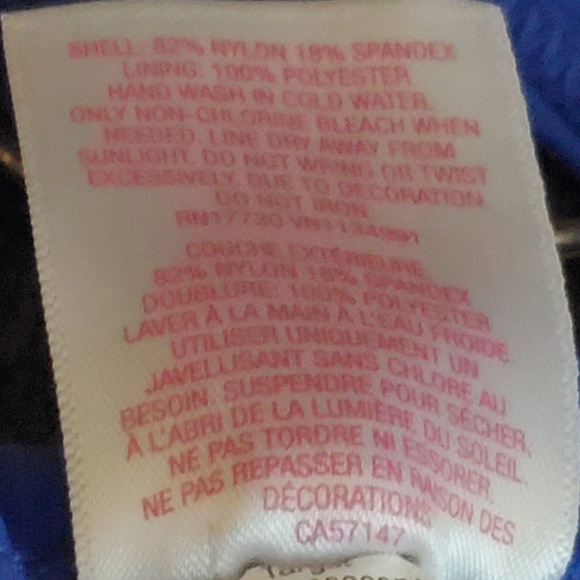 SHELL: 82% NYLON 18% SPANDEX
LINING: 100% POLYESTER
HAND WASH IN COLD WATER.
ONLY NON-CHLORINE BLEACH WHEN
NEEDED. LINE DRY AWAY FROM
SUNLIGHT. DO NOT WRING OR TWIST
EXCESSIVELY. DUE TO DECORATION
DO NOT IRON.
RN17730 VN1134991
COUCHE EXTÉRIEURE:
82% NYLON 18% SPANDEX
DOUBLURE: 100% POLYESTER
LAVER À LA MAIN À L'EAU FROIDE
UTILISER UNIQUEMENT UN
JAVELLISANT SANS CHLORE AU
BESOIN. SUSPENDRE POUR SÉCHER,
À L'ABRI DE LA LUMIÈRE DU SOLEIL.
NE PAS TORDRE NI ESSORER.
NE PAS REPASSER EN RAISON DES
DÉCORATIONS
CA57147
Target